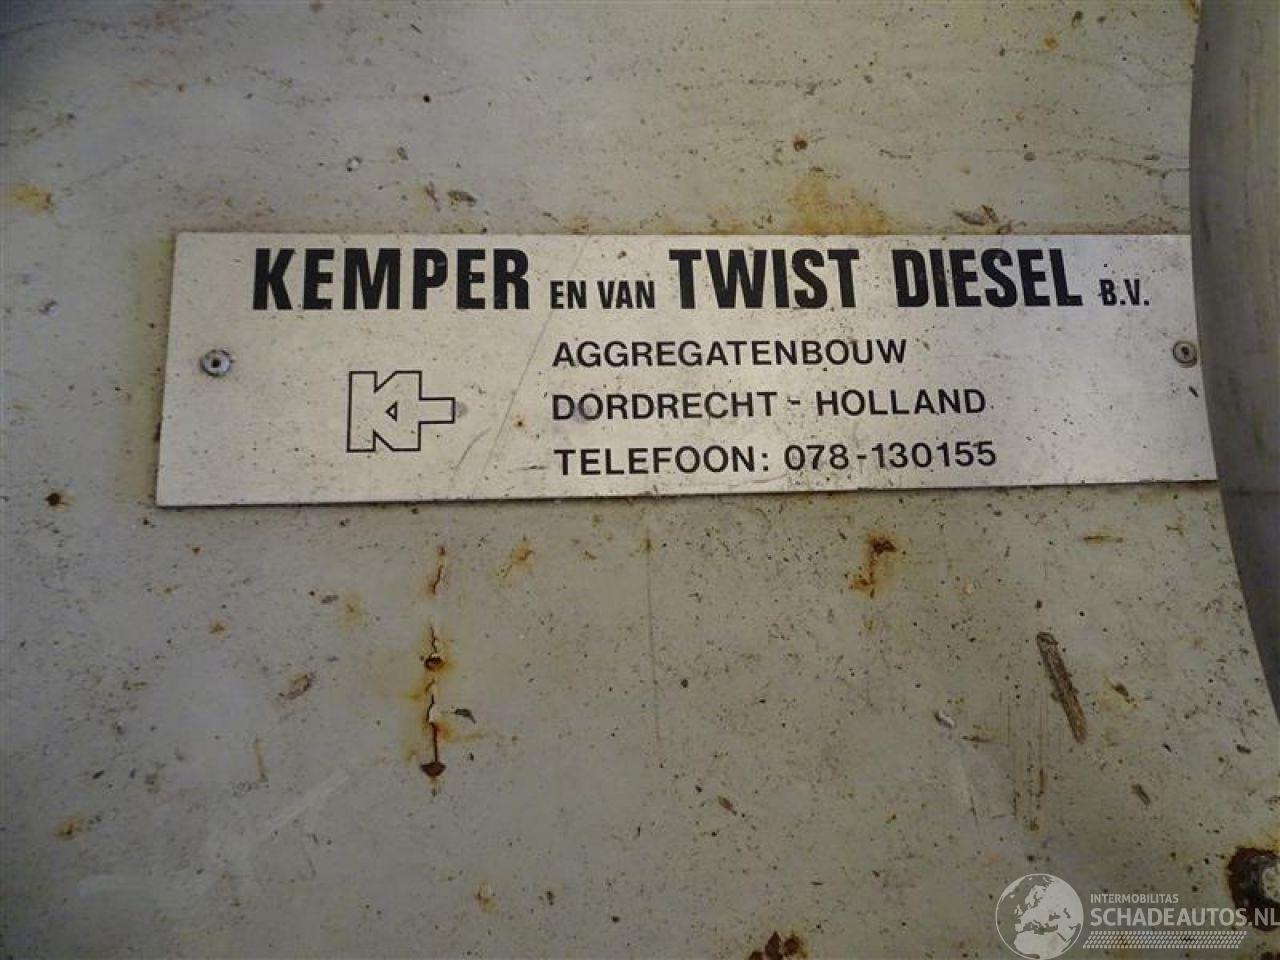 KEMPER EN VAN TWIST DIESEL B.V.
AGGREGATENBOUW
DORDRECHT - HOLLAND
TELEFOON: 078-130155
INTERMOBILITAS
SCHADEAUTOS.NL